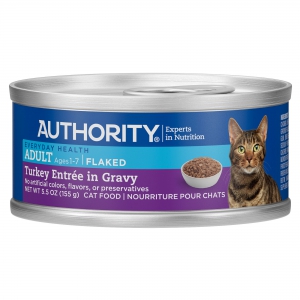 AUTHORITY®
Experts
in Nutrition
EVERYDAY HEALTH
ADULT Ages 1-7 | FLAKED
Turkey Entrée in Gravy
No artificial colors, flavors, or preservatives
NET WT 5.5 OZ (155 g) CAT FOOD | NOURRITURE POUR CHATS